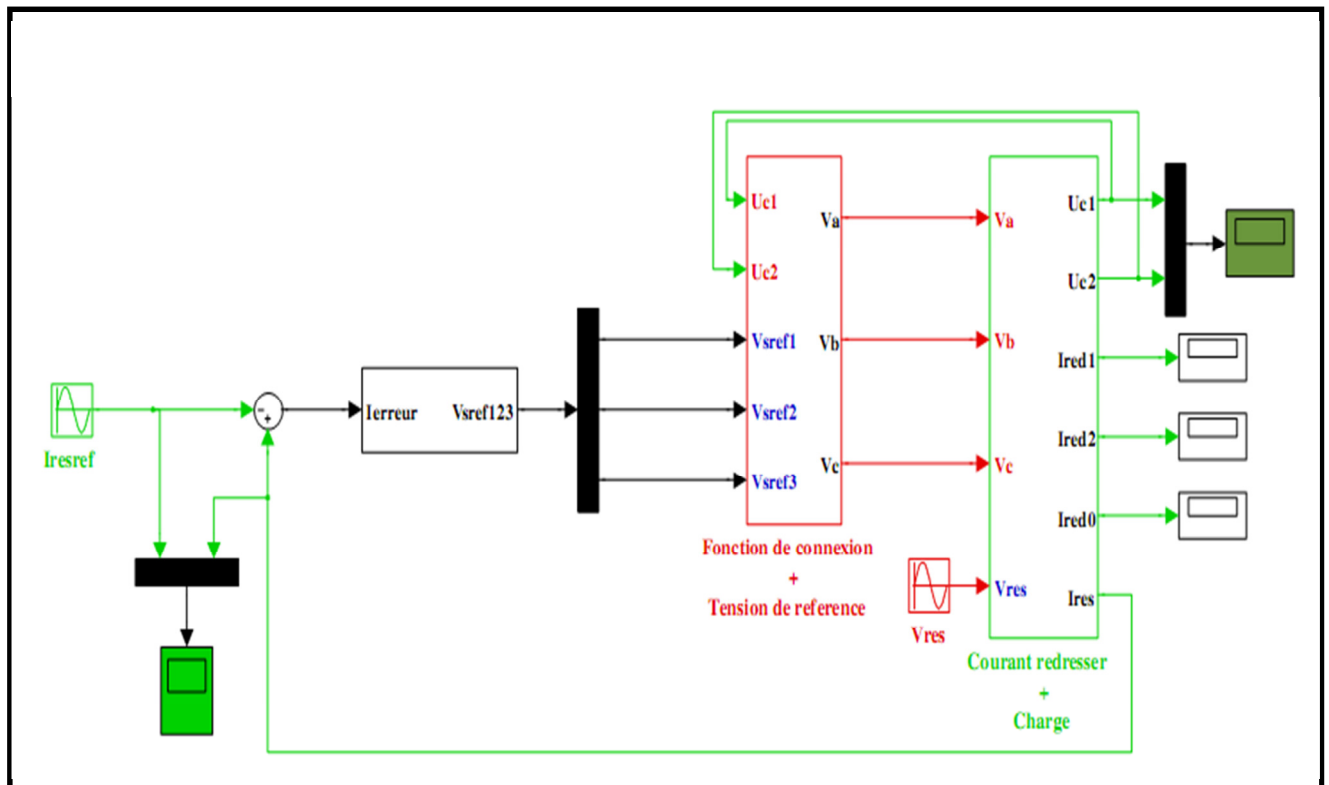 Iresref
-
+
Ierreur
Vsref123
Uc1
Uc2
Vsref1
Vsref2
Vsref3
Va
Vb
Vc
Fonction de connexion
+
Tension de reference
Vres
Va
Vb
Vc
Vres
Uc1
Uc2
Ired1
Ired2
Ired0
Ires
Courant redresser
+
Charge